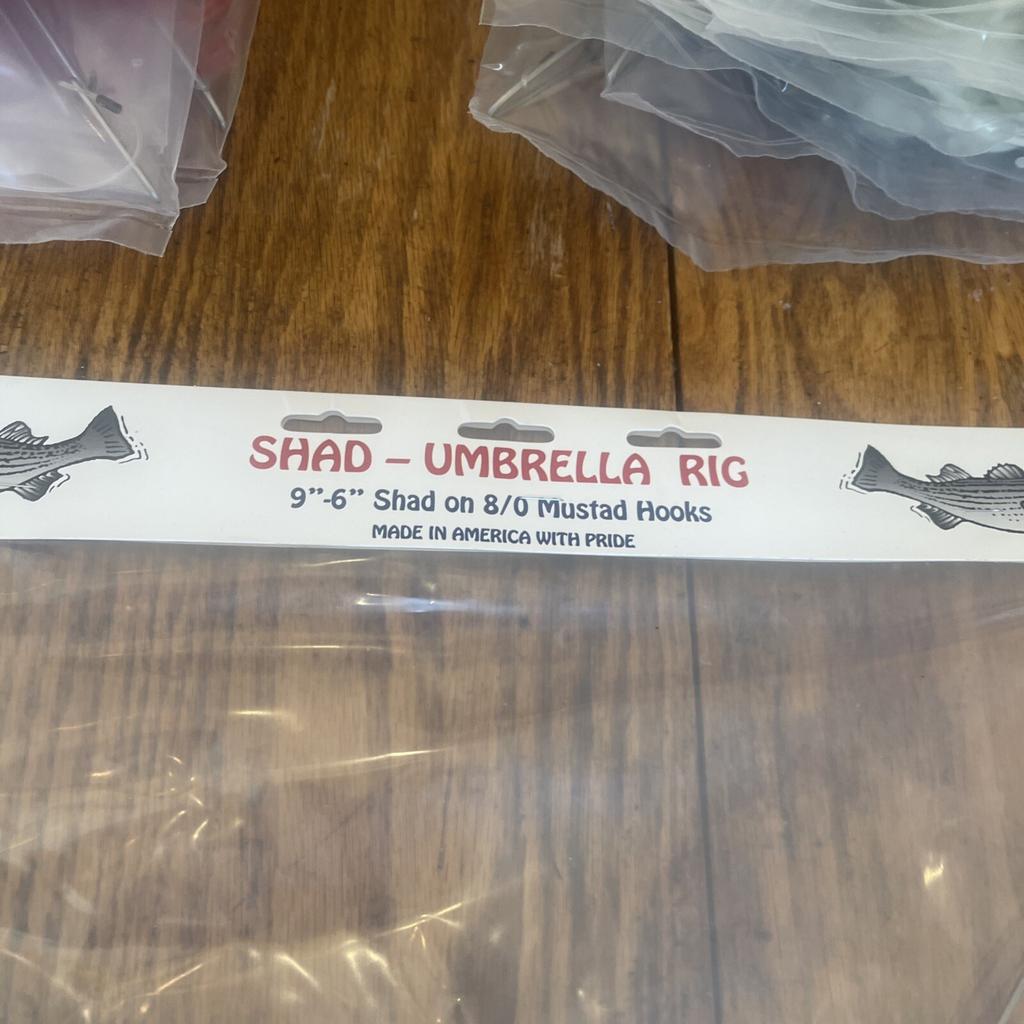 SHAD – UMBRELLA RIG
9”-6” Shad on 8/0 Mustad Hooks
MADE IN AMERICA WITH PRIDE